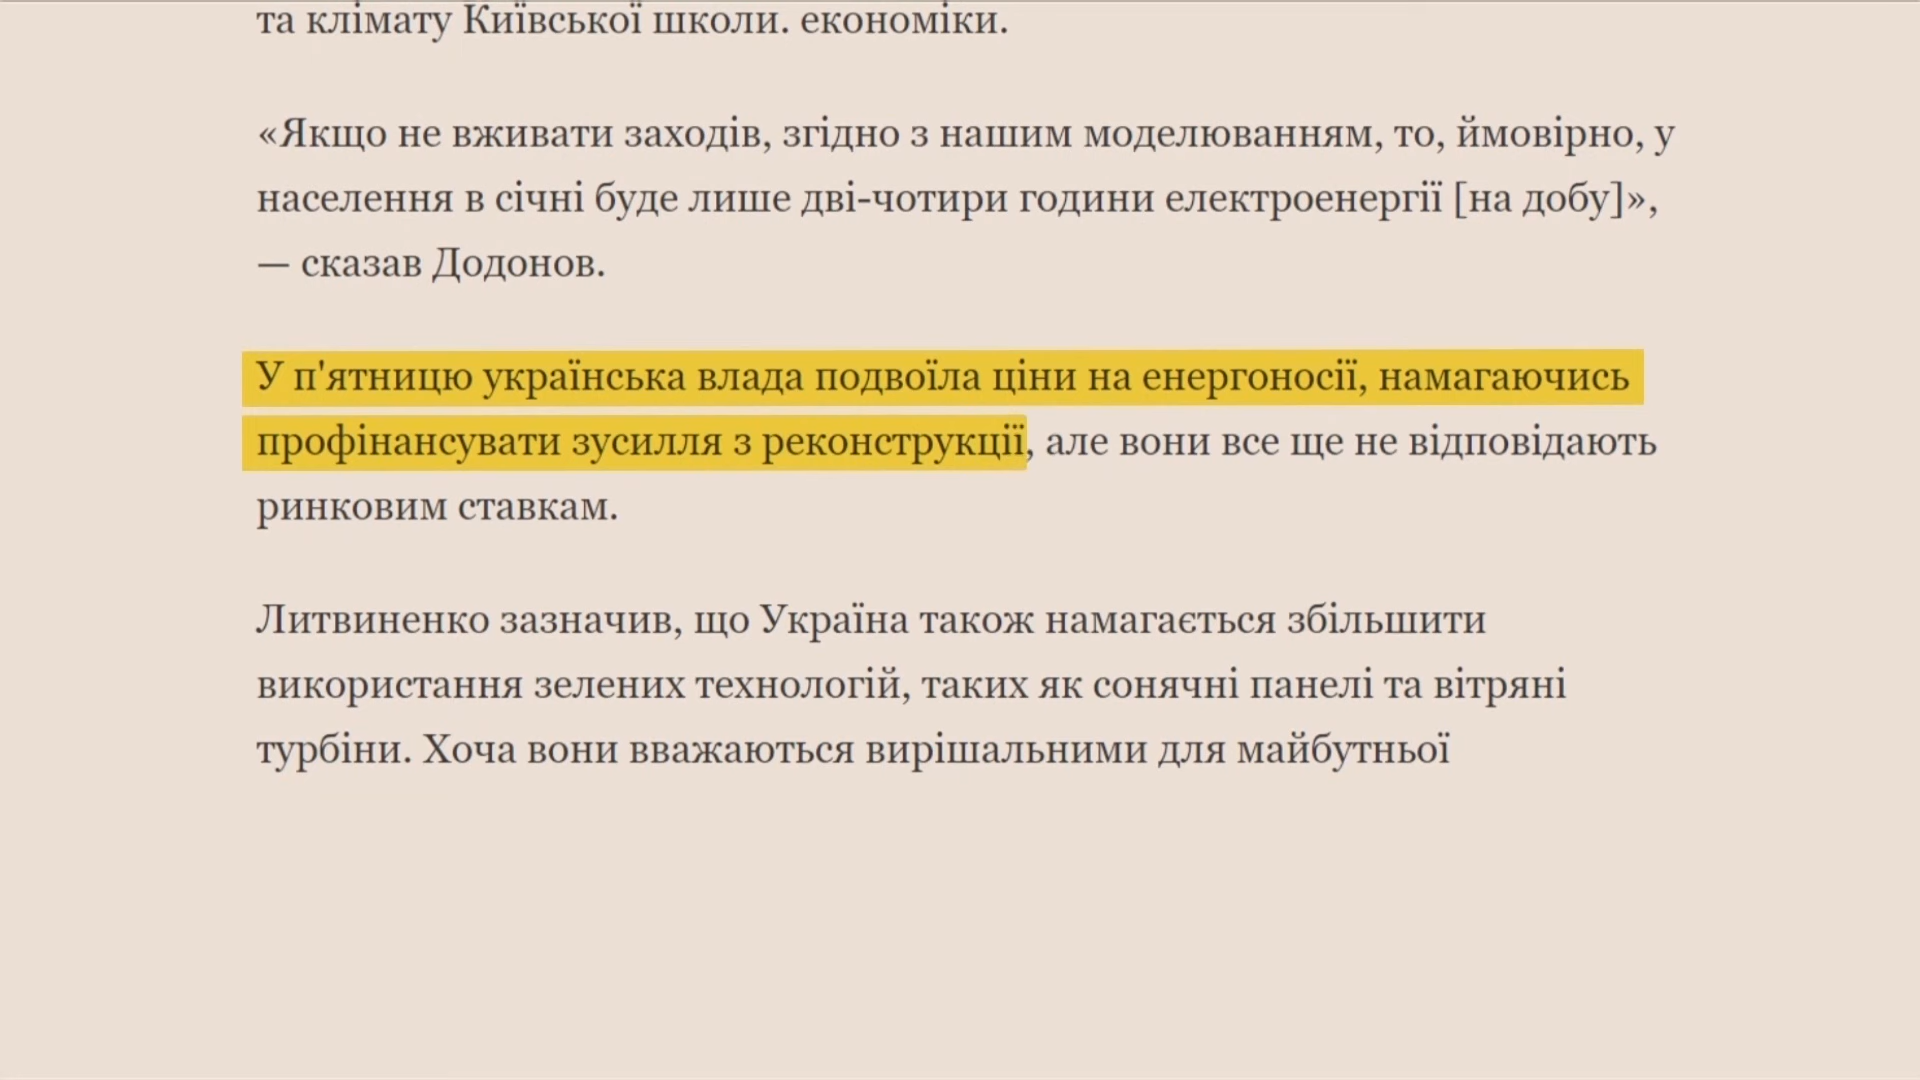 та клімату Київської школи. економіки.
«Якщо не вживати заходів, згідно з нашим моделюванням, то, ймовірно, у
населення в січні буде лише дві-чотири години електроенергії [на добу]»,
— сказав Додонов.
У п'ятницю українська влада подвоїла ціни на енергоносії, намагаючись
профінансувати зусилля з реконструкції, але вони все ще не відповідають
ринковим ставкам.
Литвиненко зазначив, що Україна також намагається збільшити
використання зелених технологій, таких як сонячні панелі та вітряні
турбіни. Хоча вони вважаються вирішальними для майбутньої